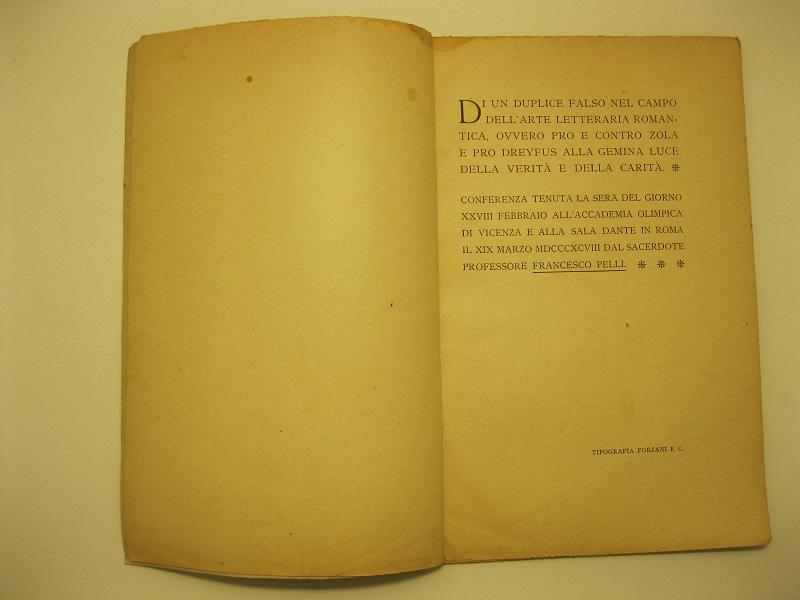 DI UN DUPLICE FALSO NEL CAMPO
DELL'ARTE LETTERARIA ROMAN-
TICA, OVVERO PRO E CONTRO ZOLA
E PRO DREYFUS ALLA GEMINA LUCE
DELLA VERITÀ E DELLA CARITÀ. ❋
CONFERENZA TENUTA LA SERA DEL GIORNO
XXVIII FEBBRAIO ALL'ACCADEMIA OLIMPICA
DI VICENZA E ALLA SALA DANTE IN ROMA
IL XIX MARZO MDCCCXCVIII DAL SACERDOTE
PROFESSORE FRANCESCO PELLI. ❋ ❋ ❋
TIPOGRAFIA FORZANI E C.